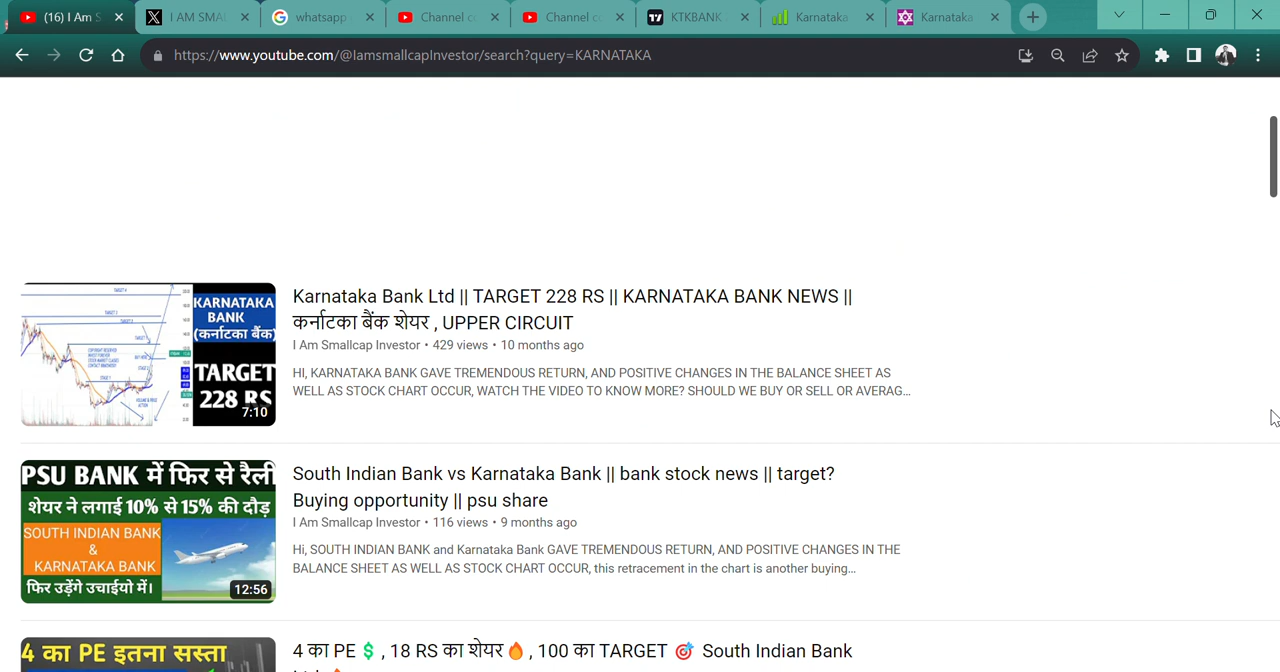 (16) I Am S
I AM SMA
whatsapp
Channel c
Channel c
KTKBANK
Karnataka
Karnataka
https://www.youtube.com/@IamsmallcapInvestor/search?query=KARNATAKA
KARNATAKA
BANK
(कर्नाटका बैंक)
TARGET
228 RS
7:10
Karnataka Bank Ltd || TARGET 228 RS || KARNATAKA BANK NEWS ||
कर्नाटका बैंक शेयर , UPPER CIRCUIT
I Am Smallcap Investor • 429 views • 10 months ago
HI, KARNATAKA BANK GAVE TREMENDOUS RETURN, AND POSITIVE CHANGES IN THE BALANCE SHEET AS
WELL AS STOCK CHART OCCUR, WATCH THE VIDEO TO KNOW MORE? SHOULD WE BUY OR SELL OR AVERAG...
PSU BANK में फिर से रैली
शेयर ने लगाई 10% से 15% की दौड़
SOUTH INDIAN BANK
&
KARNATAKA BANK
फिर उड़ेंगे उचाईयो में।
12:56
South Indian Bank vs Karnataka Bank || bank stock news || target?
Buying opportunity || psu share
I Am Smallcap Investor • 116 views • 9 months ago
Hi, SOUTH INDIAN BANK and Karnataka Bank GAVE TREMENDOUS RETURN, AND POSITIVE CHANGES IN THE
BALANCE SHEET AS WELL AS STOCK CHART OCCUR, this retracement in the chart is another buying...
4 का PE इतना सस्ता
4 का PE 💲 , 18 RS का शेयर 🔥 , 100 का TARGET 🎯 South Indian Bank